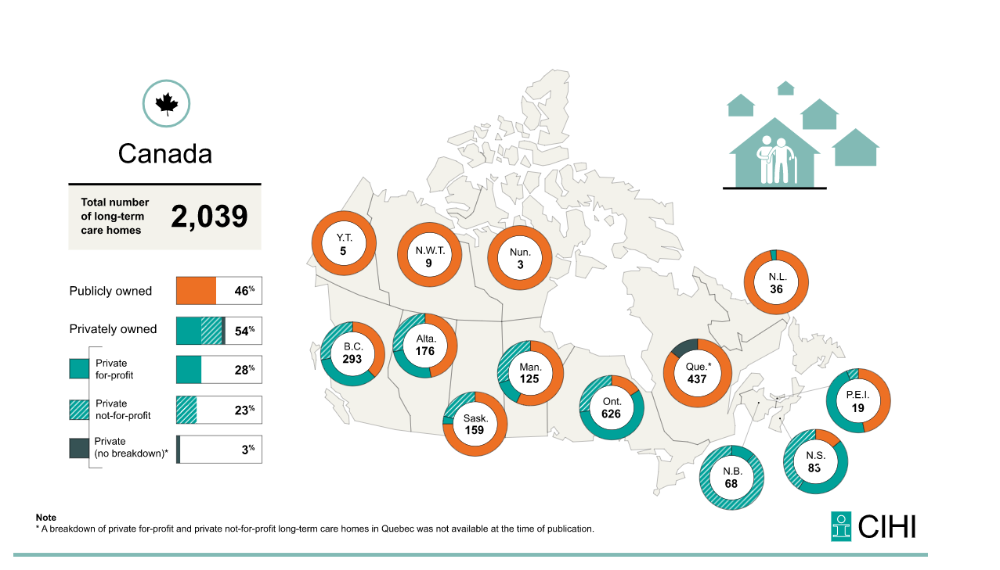 Canada
Total number
of long-term
care homes
2,039
Publicly owned
46%
Privately owned
54%
Private
for-profit
28%
Private
not-for-profit
23%
Private
(no breakdown)*
3%
Y.T.
5
N.W.T.
9
Nun.
3
N.L.
36
B.C.
293
Alta.
176
Man.
125
Que.*
437
Sask.
159
Ont.
626
P.E.I.
19
N.B.
68
N.S.
83
Note
* A breakdown of private for-profit and private not-for-profit long-term care homes in Quebec was not available at the time of publication.
CIHI